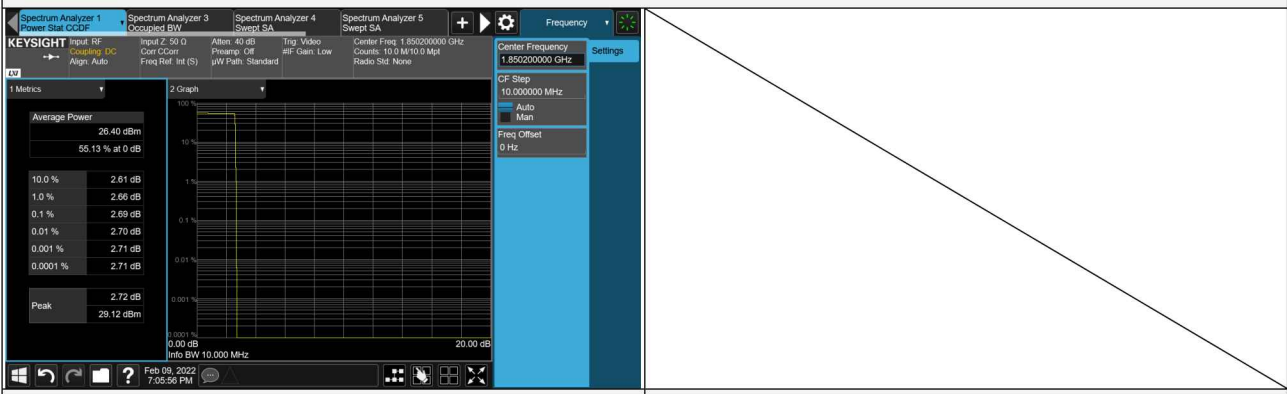 Spectrum Analyzer 1
Power Stat CCDF
Spectrum Analyzer 3
Occupied BW
Spectrum Analyzer 4
Swept SA
Spectrum Analyzer 5
Swept SA
+
Frequency
KEYSIGHT
Input: RF
Coupling: DC
Align: Auto
Input Z: 50 Ω
Corr CCorr
Freq Ref: Int (S)
Atten: 40 dB
Preamp: Off
µW Path: Standard
Trig: Video
#IF Gain: Low
Center Freq: 1.850200000 GHz
Counts: 10.0 M/10.0 Mpt
Radio Std: None
LXI
Center Frequency
1.850200000 GHz
Settings
CF Step
10.000000 MHz
Auto
Man
Freq Offset
0 Hz
1 Metrics
Average Power
26.40 dBm
55.13 % at 0 dB
10.0 % 2.61 dB
1.0 % 2.66 dB
0.1 % 2.69 dB
0.01 % 2.70 dB
0.001 % 2.71 dB
0.0001 % 2.71 dB
Peak
2.72 dB
29.12 dBm
2 Graph
100 %
10 %
1 %
0.1 %
0.01 %
0.001 %
0.0001 %
0.00 dB
20.00 dB
Info BW 10.000 MHz
?
Feb 09, 2022
7:05:56 PM